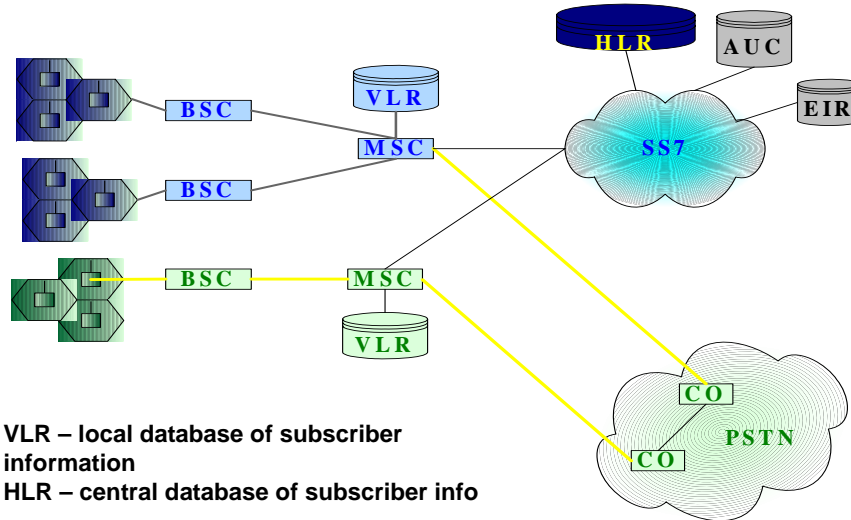 HLR
AUC
VLR
EIR
BSC
MSC
SS7
BSC
BSC
MSC
VLR
CO
PSTN
CO
VLR – local database of subscriber
information
HLR – central database of subscriber info